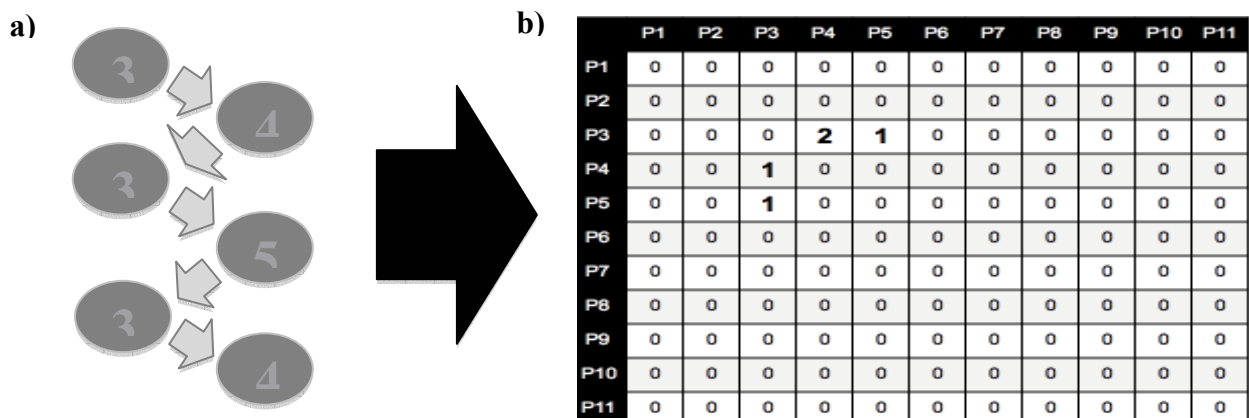 a)
3
4
3
5
3
4
b)
P1 P2 P3 P4 P5 P6 P7 P8 P9 P10 P11
P1 0 0 0 0 0 0 0 0 0 0 0
P2 0 0 0 0 0 0 0 0 0 0 0
P3 0 0 0 2 1 0 0 0 0 0 0
P4 0 0 1 0 0 0 0 0 0 0 0
P5 0 0 1 0 0 0 0 0 0 0 0
P6 0 0 0 0 0 0 0 0 0 0 0
P7 0 0 0 0 0 0 0 0 0 0 0
P8 0 0 0 0 0 0 0 0 0 0 0
P9 0 0 0 0 0 0 0 0 0 0 0
P10 0 0 0 0 0 0 0 0 0 0 0
P11 0 0 0 0 0 0 0 0 0 0 0